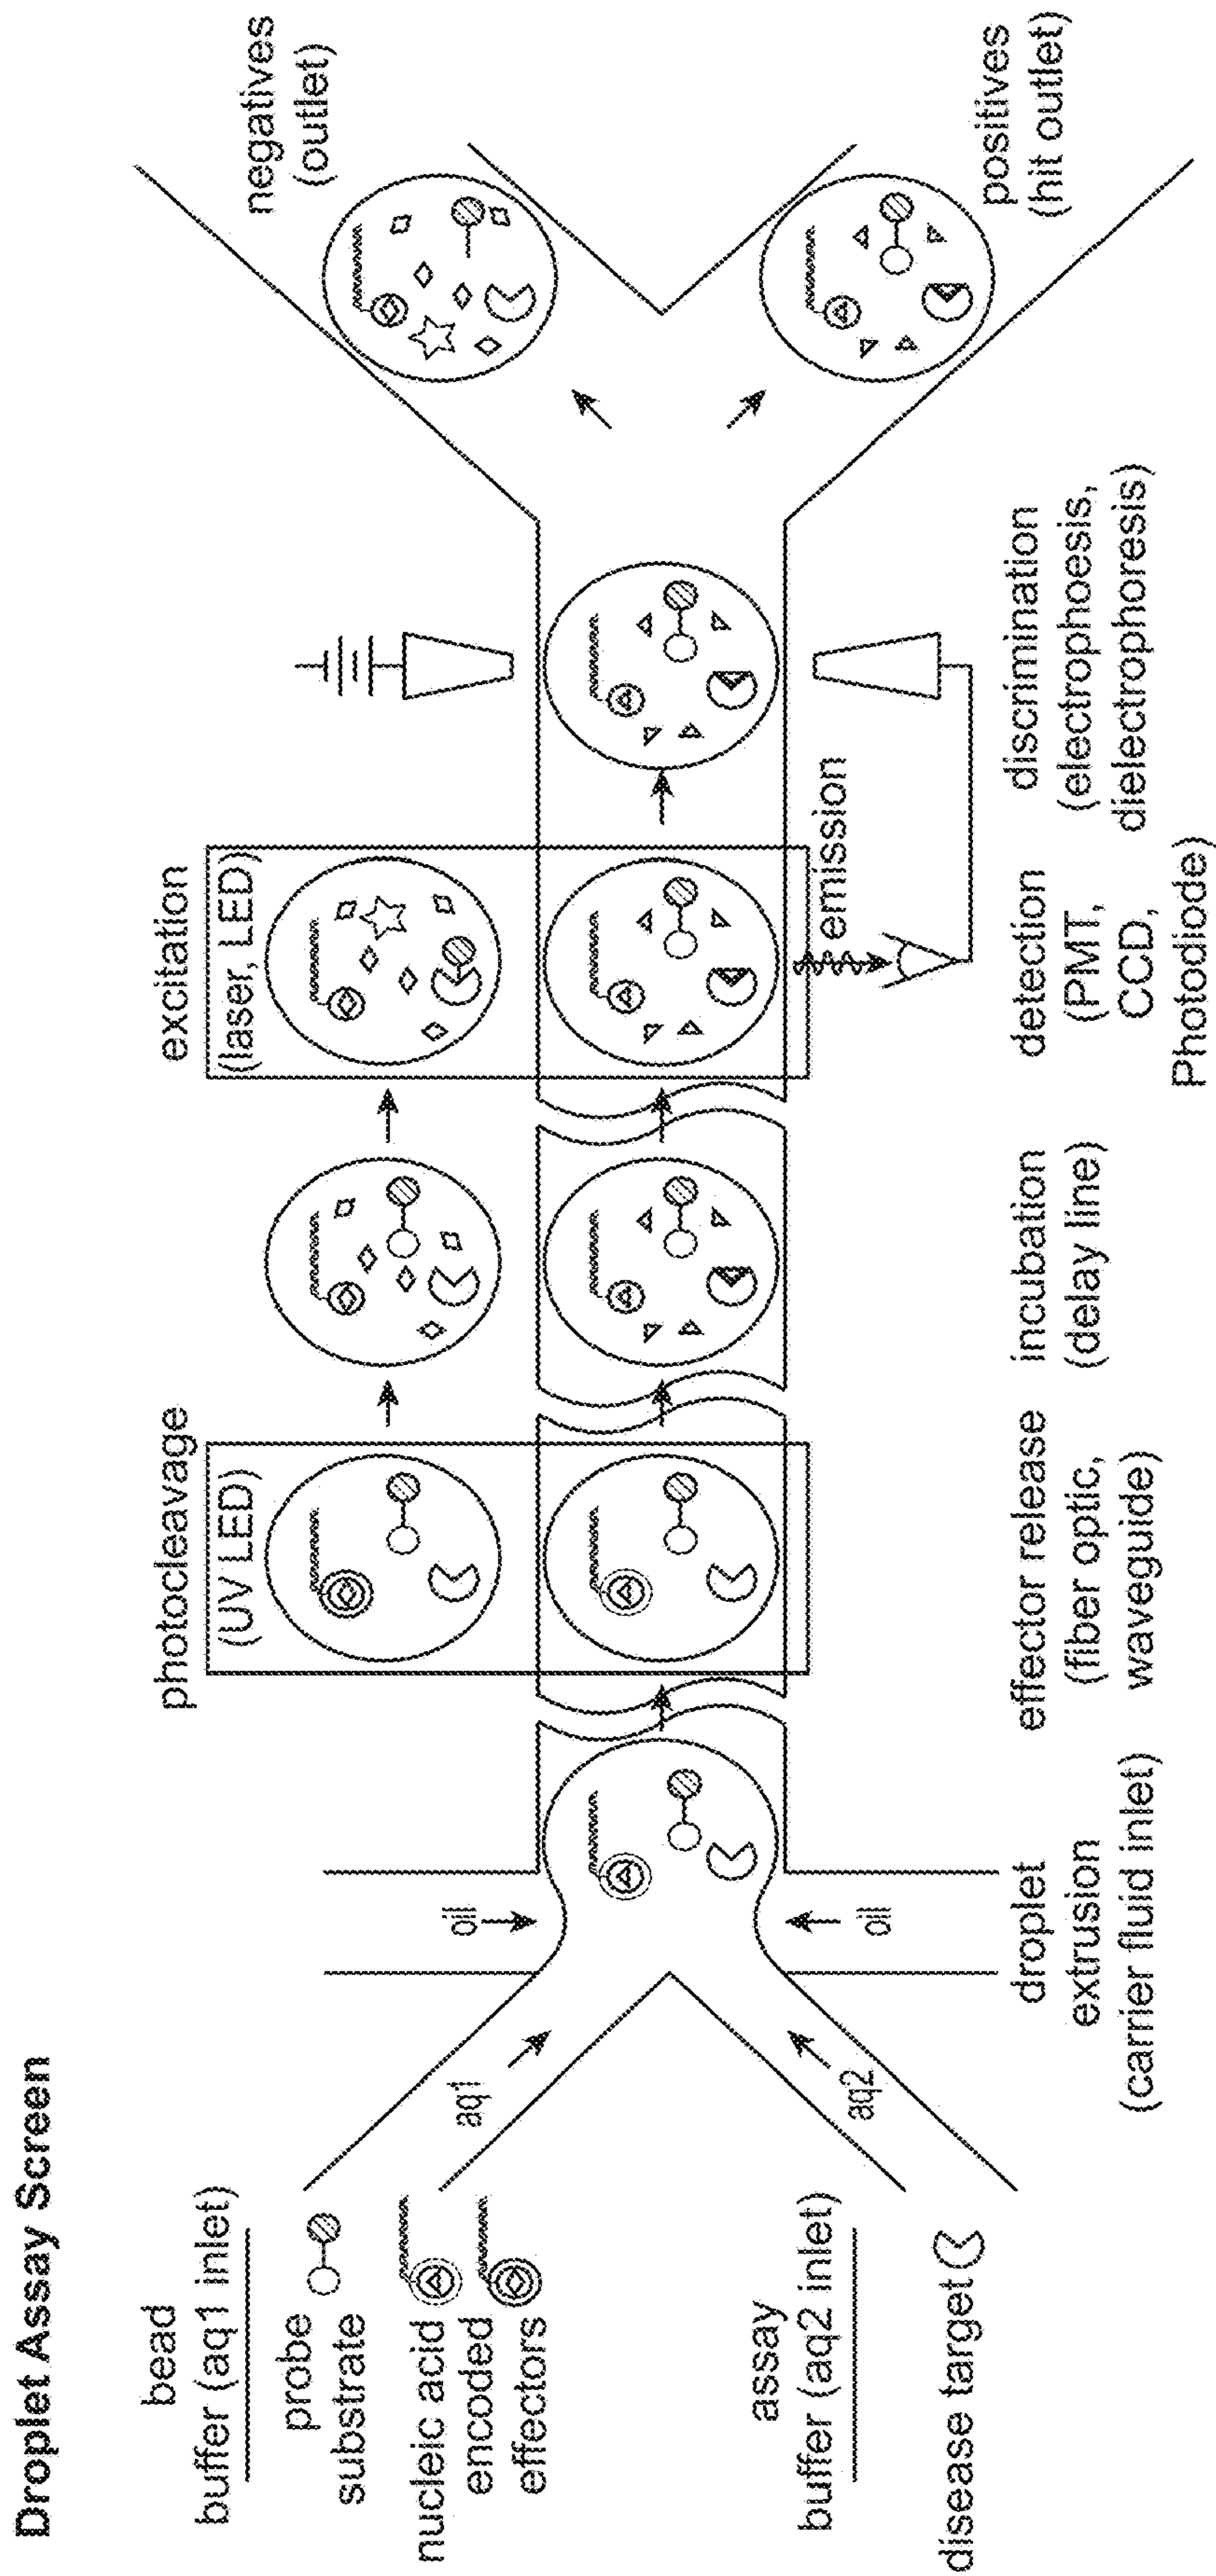 Droplet Assay Screen
bead
buffer (aq1 inlet)
probe
substrate
nucleic acid
encoded
effectors
assay
buffer (aq2 inlet)
disease target
aq1
aq2
oil
oil
droplet
extrusion
(carrier fluid inlet)
photocleavage
(UV LED)
effector release
(fiber optic,
waveguide)
incubation
(delay line)
excitation
(laser, LED)
emission
detection
(PMT,
CCD,
Photodiode)
discrimination
(electrophoesis,
dielectrophoresis)
negatives
(outlet)
positives
(hit outlet)